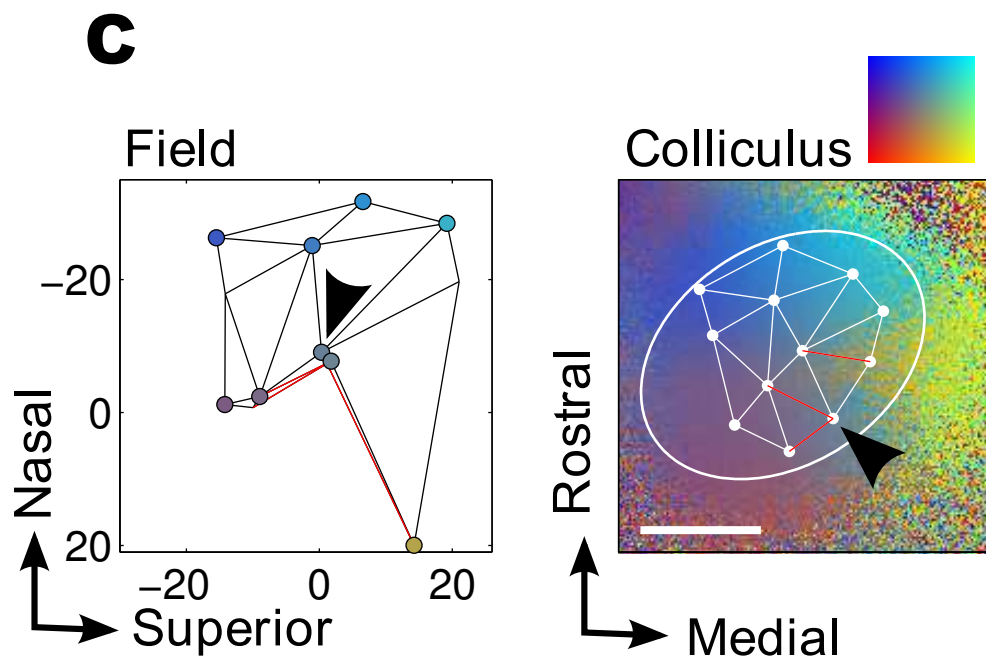 C
Field
Colliculus
−20
0
20
−20
0
20
Nasal
Superior
Rostral
Medial